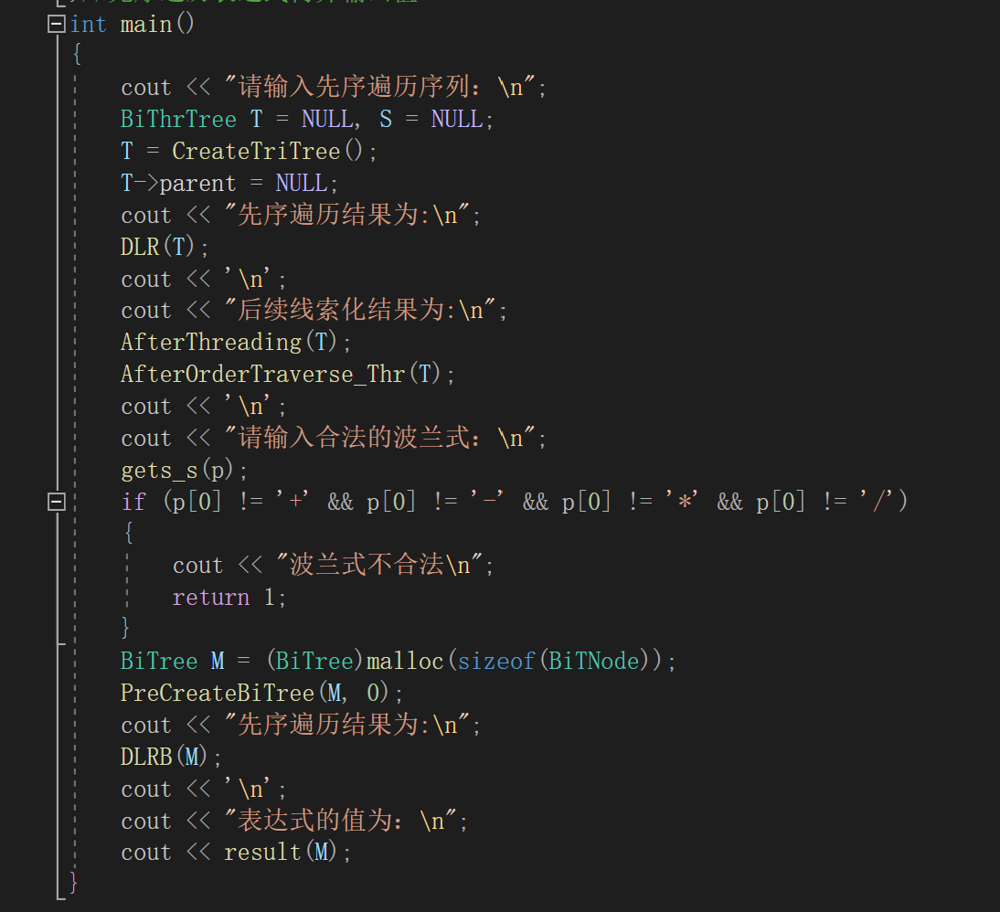 int main()
{
cout << "请输入先序遍历序列：\n";
BiThrTree T = NULL, S = NULL;
T = CreateTriTree();
T->parent = NULL;
cout << "先序遍历结果为:\n";
DLR(T);
cout << '\n';
cout << "后续线索化结果为:\n";
AfterThreading(T);
AfterOrderTraverse_Thr(T);
cout << '\n';
cout << "请输入合法的波兰式：\n";
gets_s(p);
if (p[0] != '+' && p[0] != '-' && p[0] != '*' && p[0] != '/')
{
cout << "波兰式不合法\n";
return 1;
}
BiTree M = (BiTree)malloc(sizeof(BiTNode));
PreCreateBiTree(M, 0);
cout << "先序遍历结果为:\n";
DLRB(M);
cout << '\n';
cout << "表达式的值为：\n";
cout << result(M);
}